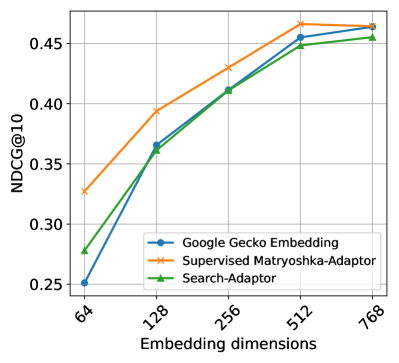 NDCG@10
0.45
0.40
0.35
0.30
0.25
Google Gecko Embedding
Supervised Matryoshka-Adaptor
Search-Adaptor
64
128
256
512
768
Embedding dimensions